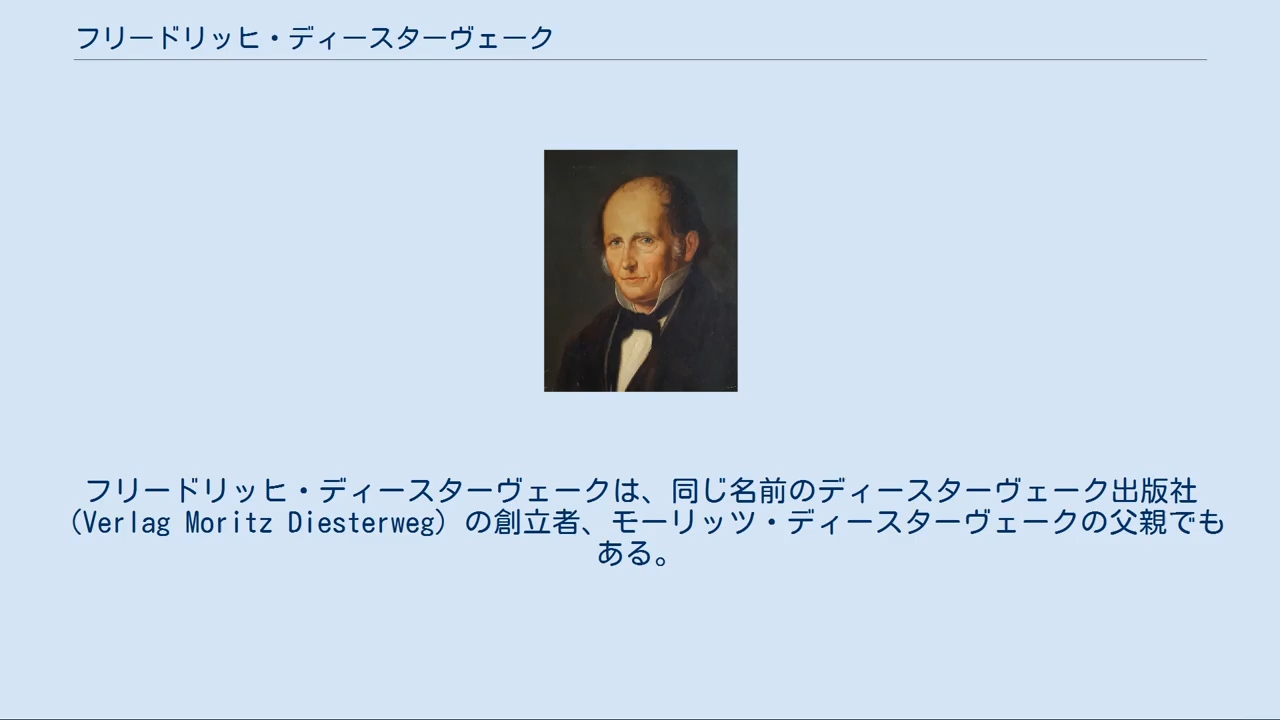 フリードリッヒ・ディースターヴェーク
フリードリッヒ・ディースターヴェークは、同じ名前のディースターヴェーク出版社
（Verlag Moritz Diesterweg）の創立者、モーリッツ・ディースターヴェークの父親でも
ある。